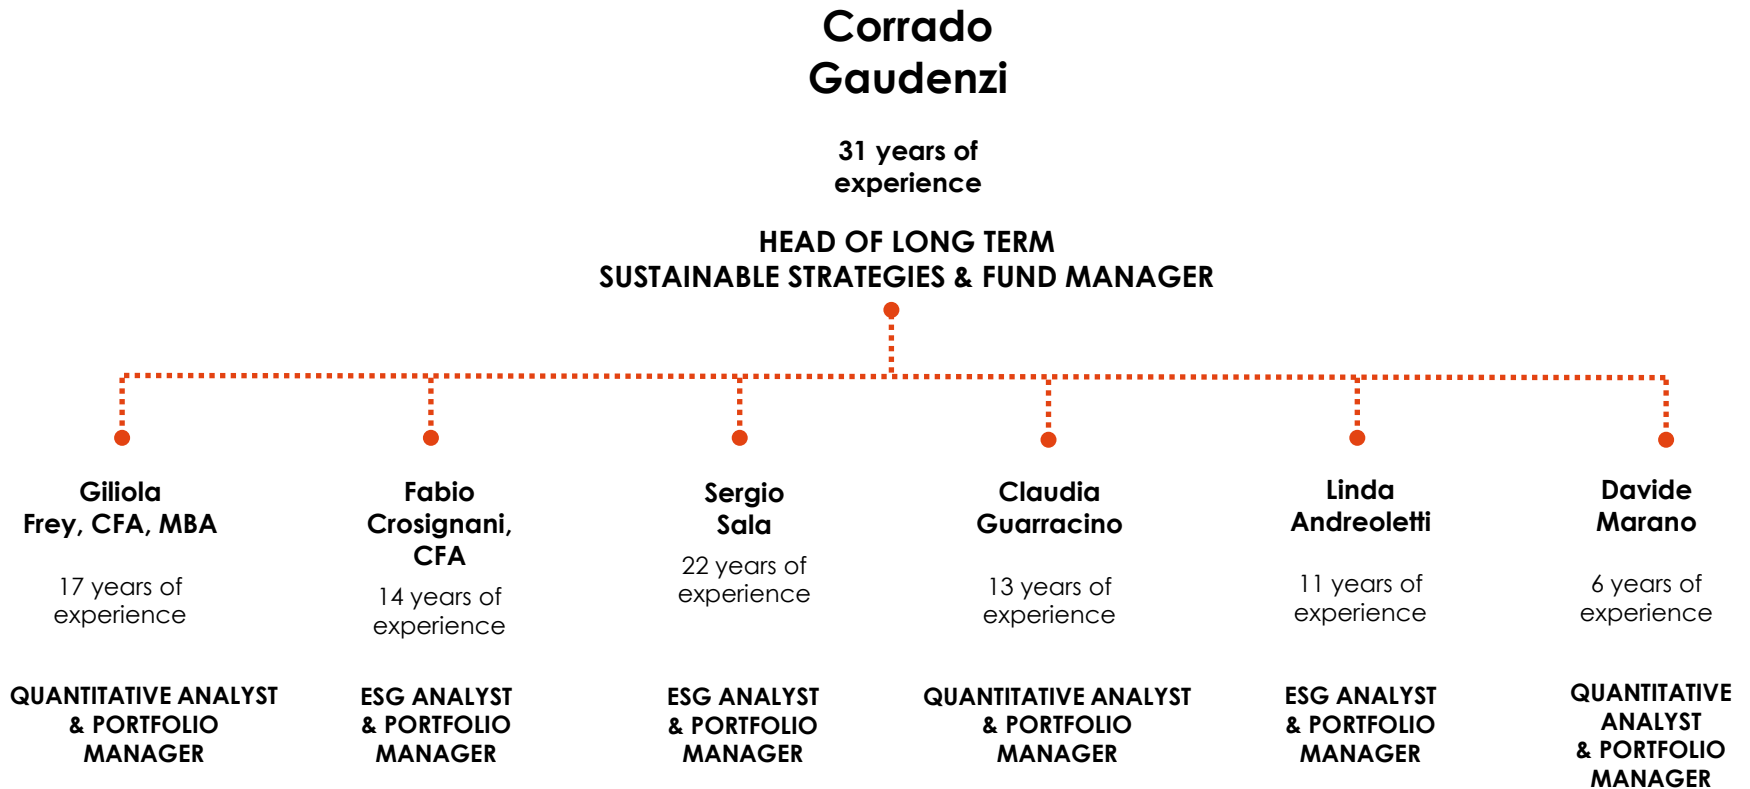 Corrado
Gaudenzi
31 years of
experience
HEAD OF LONG TERM
SUSTAINABLE STRATEGIES & FUND MANAGER
Giliola
Frey, CFA, MBA
17 years of
experience
QUANTITATIVE ANALYST
& PORTFOLIO
MANAGER
Fabio
Crosignani,
CFA
14 years of
experience
ESG ANALYST
& PORTFOLIO
MANAGER
Sergio
Sala
22 years of
experience
ESG ANALYST
& PORTFOLIO
MANAGER
Claudia
Guarracino
13 years of
experience
QUANTITATIVE ANALYST
& PORTFOLIO
MANAGER
Linda
Andreoletti
11 years of
experience
ESG ANALYST
& PORTFOLIO
MANAGER
Davide
Marano
6 years of
experience
QUANTITATIVE
ANALYST
& PORTFOLIO
MANAGER